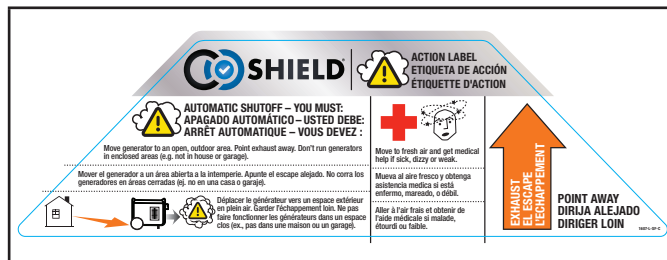 CO SHIELD®
ACTION LABEL
ETIQUETA DE ACCIÓN
ÉTIQUETTE D'ACTION
AUTOMATIC SHUTOFF – YOU MUST:
APAGADO AUTOMÁTICO – USTED DEBE:
ARRÊT AUTOMATIQUE – VOUS DEVEZ :
Move generator to an open, outdoor area. Point exhaust away. Don't run generators
in enclosed areas (e.g. not in house or garage).
Mover el generador a un área abierta a la intemperie. Apunte el escape alejado. No corra los
generadores en áreas cerradas (ej. no en una casa o garaje).
Déplacer le générateur vers un espace extérieur
en plein air. Garder l'échappement loin. Ne pas
faire fonctionner les générateurs dans un espace
clos (ex., pas dans une maison ou un garage).
Move to fresh air and get medical
help if sick, dizzy or weak.
Mueva al aire fresco y obtenga
asistencia medica si está
enfermo, mareado, o débil.
Aller à l'air frais et obtenir de
l'aide médicale si malade,
étourdi ou faible.
EXHAUST
EL ESCAPE
L'ÉCHAPPEMENT
POINT AWAY
DIRIJA ALEJADO
DIRIGER LOIN